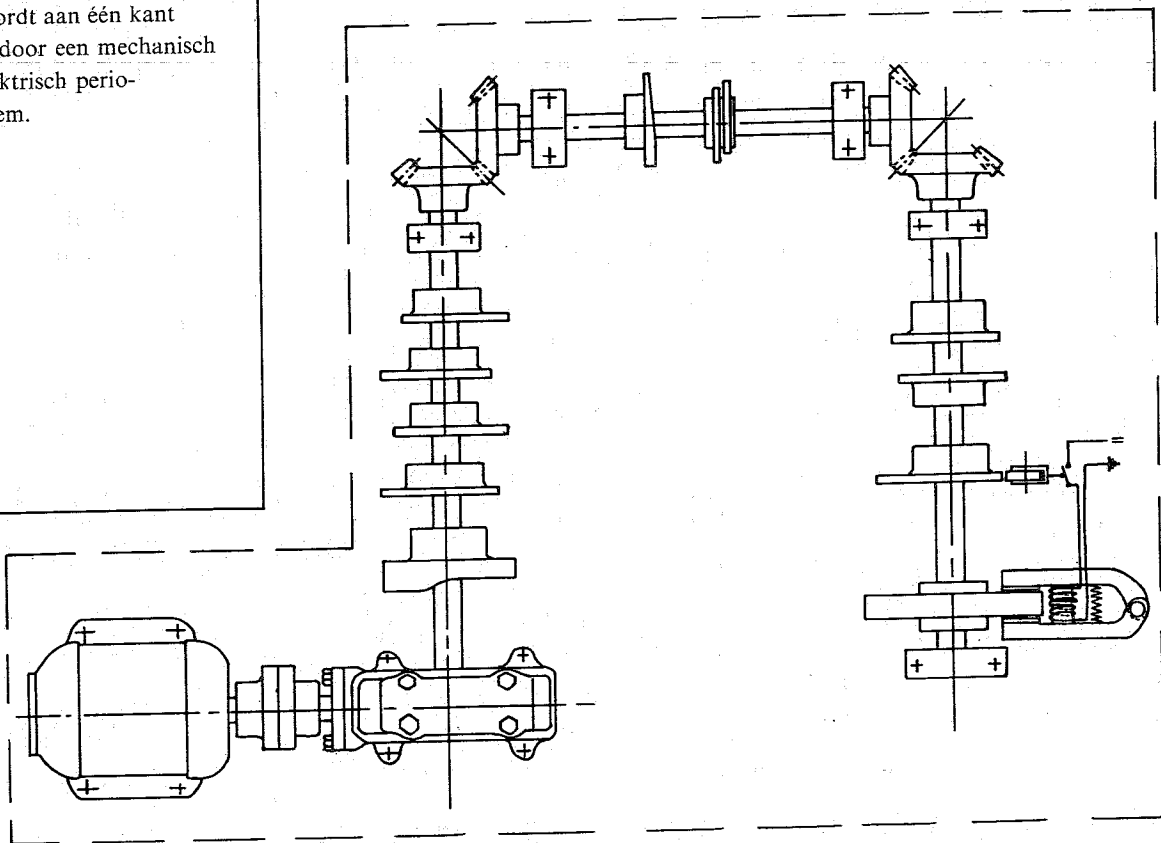 ordt aan één kant
door een mechanisch
ktrisch perio-
em.